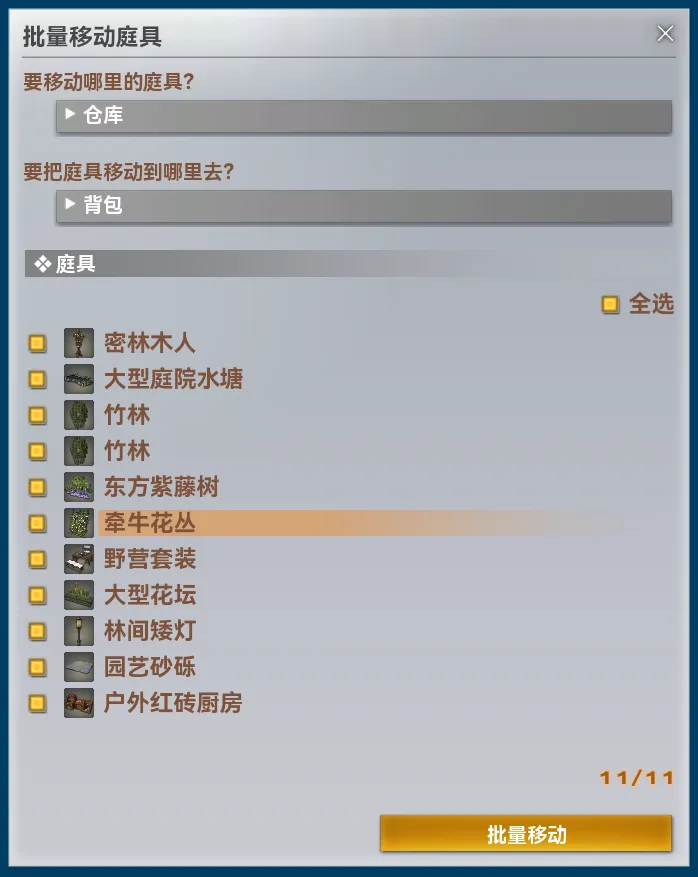 批量移动庭具
要移动哪里的庭具?
仓库
要把庭具移动到哪里去?
背包
庭具
全选
密林木人
大型庭院水塘
竹林
竹林
东方紫藤树
牵牛花丛
野营套装
大型花坛
林间矮灯
园艺砂砾
户外红砖厨房
11/11
批量移动